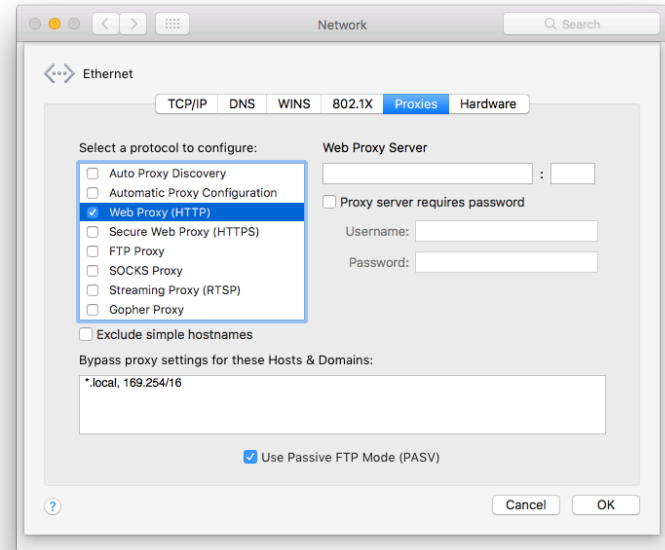 Network
Search
Ethernet
TCP/IP DNS WINS 802.1X Proxies Hardware
Select a protocol to configure:
Auto Proxy Discovery
Automatic Proxy Configuration
Web Proxy (HTTP)
Secure Web Proxy (HTTPS)
FTP Proxy
SOCKS Proxy
Streaming Proxy (RTSP)
Gopher Proxy
Exclude simple hostnames
Web Proxy Server
:
Proxy server requires password
Username:
Password:
Bypass proxy settings for these Hosts & Domains:
*.local, 169.254/16
Use Passive FTP Mode (PASV)
?
Cancel OK